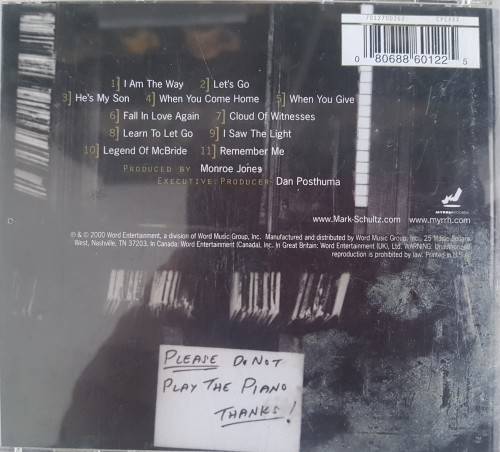 7012700262
0 80688 60122 5
1] I Am The Way 2] Let's Go
3] He's My Son 4] When You Come Home 5] When You Give
6] Fall In Love Again 7] Cloud Of Witnesses
8] Learn To Let Go 9] I Saw The Light
10] Legend Of McBride 11] Remember Me
Produced by Monroe Jones
Executive Producer Dan Posthuma
www.Mark-Schultz.com www.myrrh.com
℗ & © 2000 Word Entertainment, a division of Word Music Group, Inc. Manufactured and distributed by Word Music Group, Inc., 25 Music Square
West, Nashville, TN 37203. In Canada: Word Entertainment (Canada), Inc. In Great Britain: Word Entertainment (UK), Ltd. WARNING: Unauthorized
reproduction is prohibited by law. Printed in U.S.A.
PLEASE DO NOT
PLAY THE PIANO
THANKS!